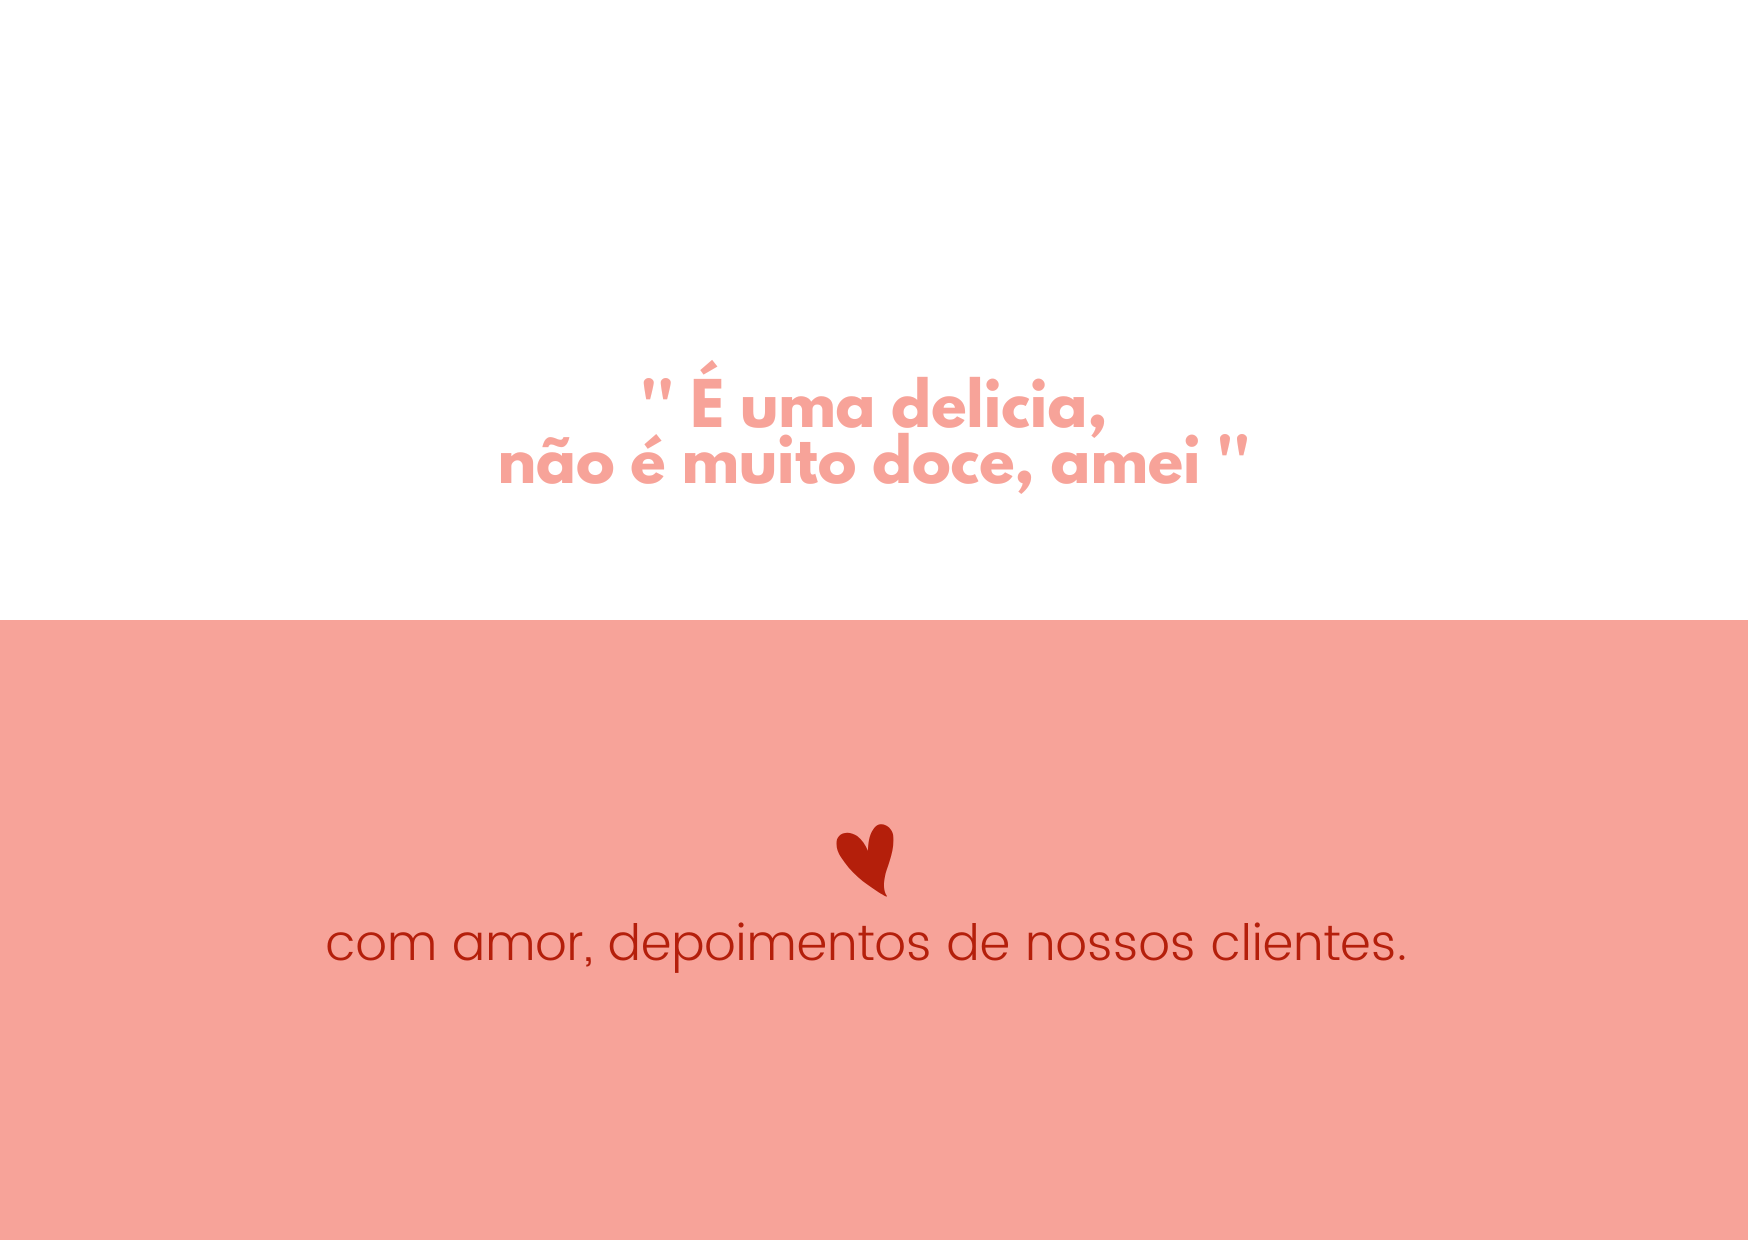 " É uma delicia,
não é muito doce, amei "
com amor, depoimentos de nossos clientes.